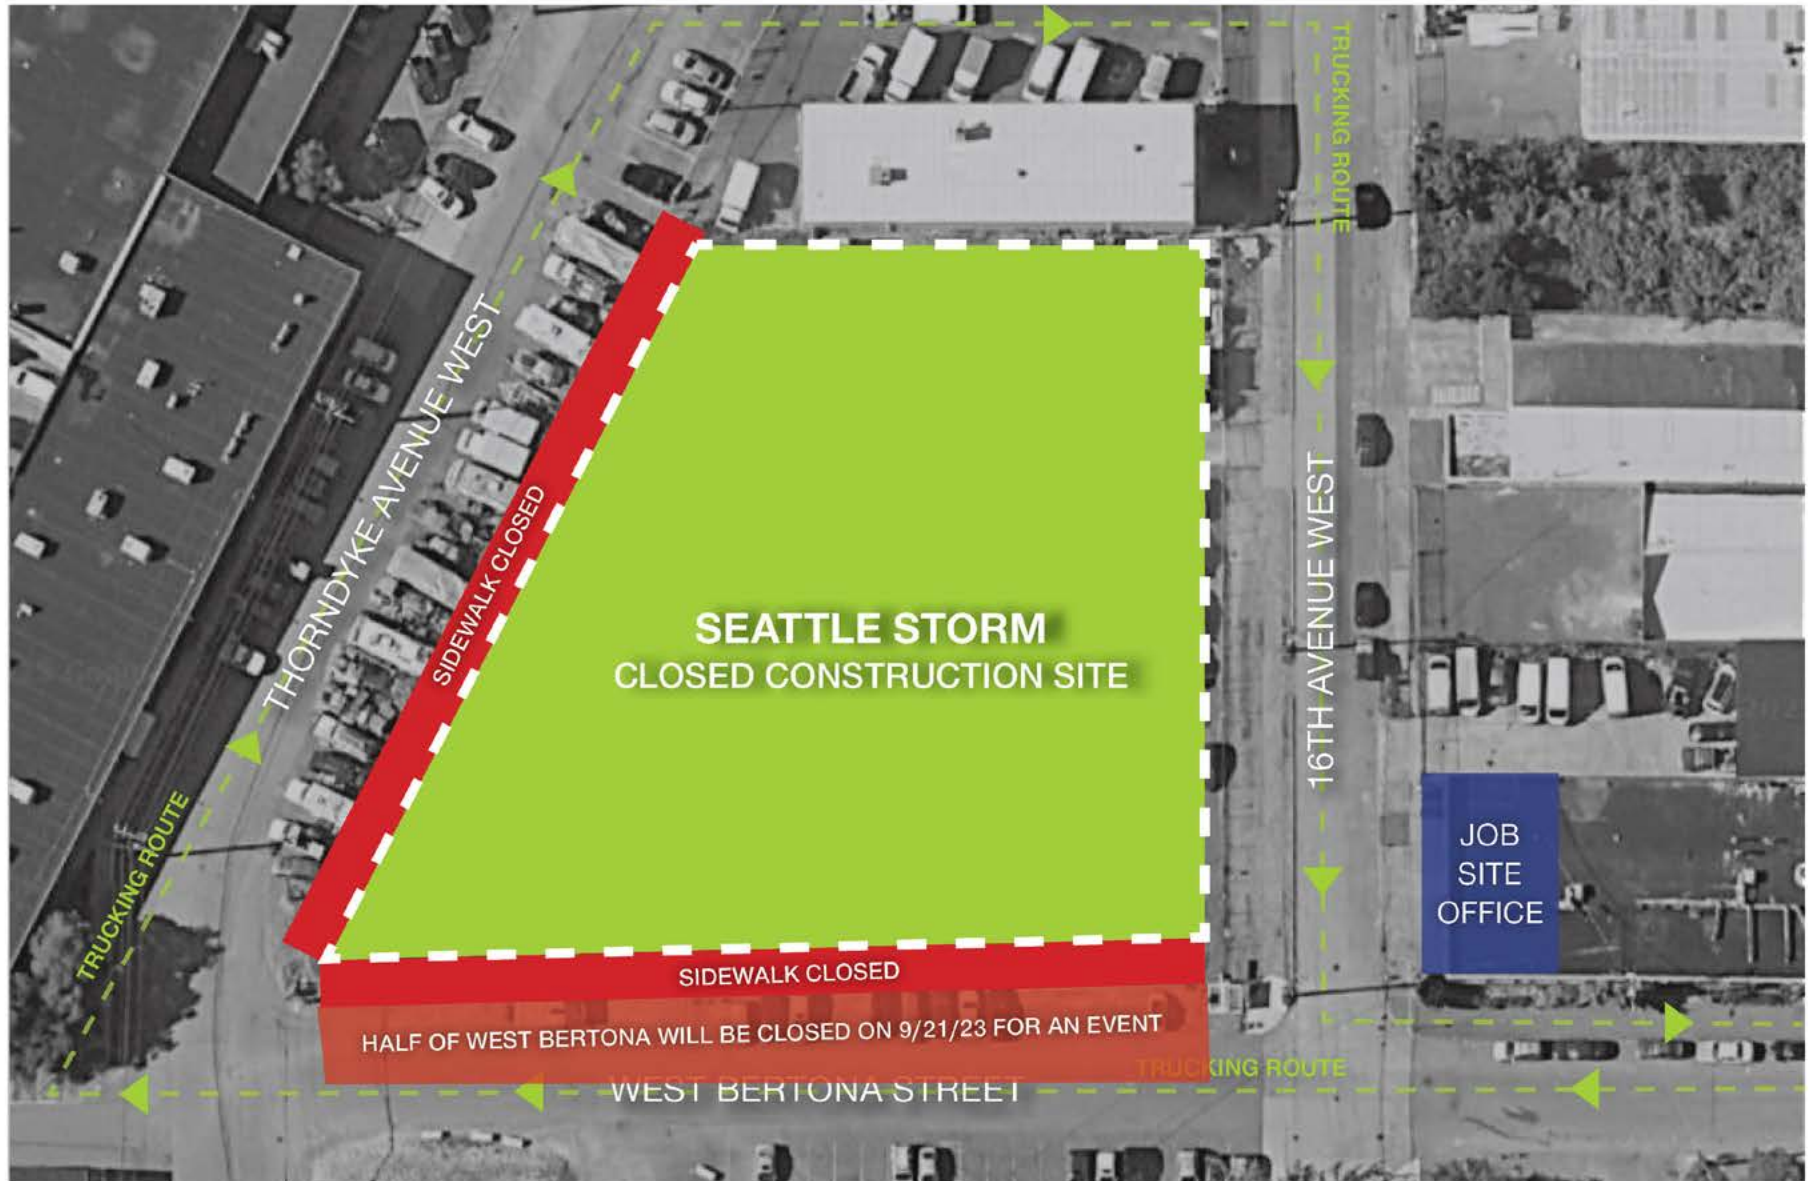 TRUCKING ROUTE
THORNDYKE AVENUE WEST
SIDEWALK CLOSED
SEATTLE STORM
CLOSED CONSTRUCTION SITE
16TH AVENUE WEST
TRUCKING ROUTE
JOB
SITE
OFFICE
SIDEWALK CLOSED
HALF OF WEST BERTONA WILL BE CLOSED ON 9/21/23 FOR AN EVENT
TRUCKING ROUTE
WEST BERTONA STREET